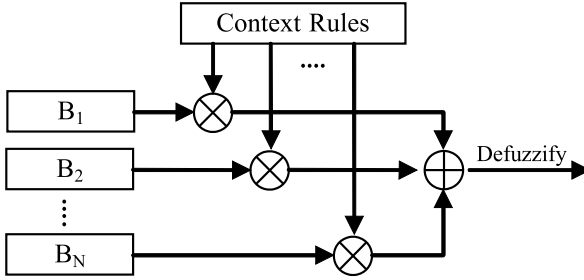 Context Rules
....
B1
B2
Defuzzify
....
BN